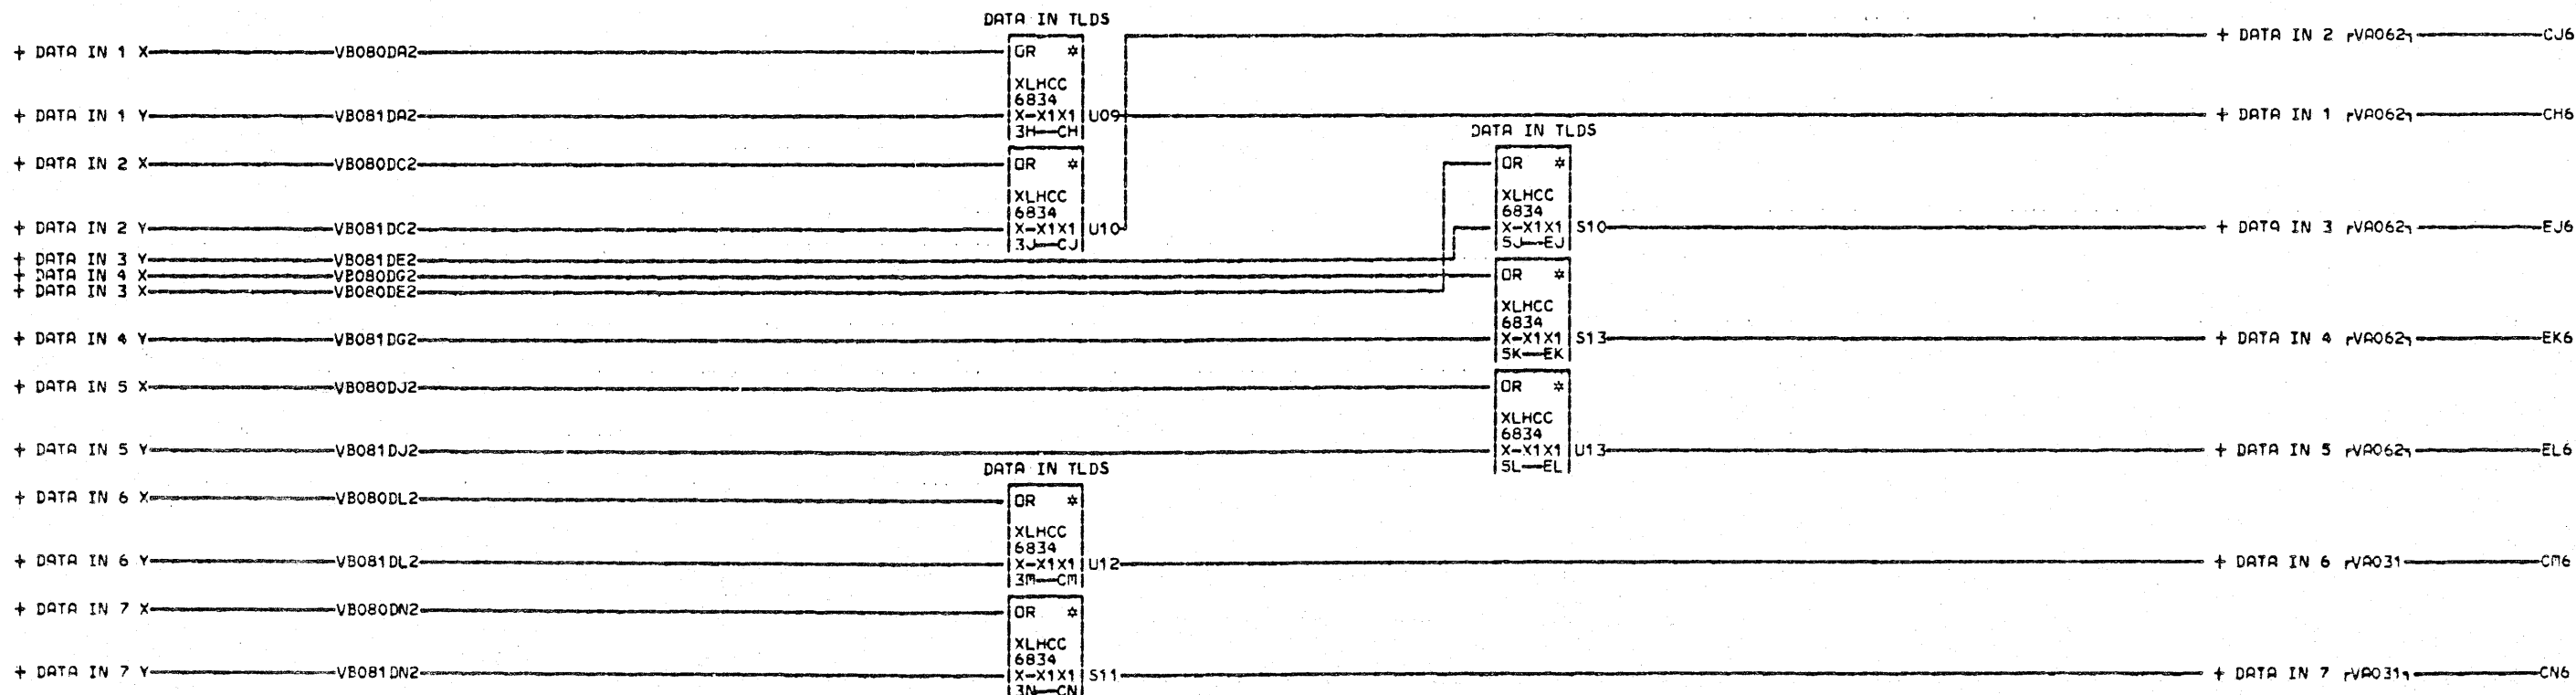 DATA IN TLDS
+ DATA IN 2 VA062 CJ6
+ DATA IN 1 X VB080DA2 OR *
XLHCC
6834
+ DATA IN 1 Y VB081DA2 X-X1X1 U09 + DATA IN 1 VA062 CH6
3H CH
DATA IN TLDS
+ DATA IN 2 X VB080DC2 OR * OR *
XLHCC XLHCC
6834 6834
+ DATA IN 2 Y VB081DC2 X-X1X1 U10 X-X1X1 S10 + DATA IN 3 VA062 EJ6
3J CJ 5J EJ
+ DATA IN 3 Y VB081DE2
+ DATA IN 4 X VB080DG2 OR *
+ DATA IN 3 X VB080DE2
XLHCC
6834
+ DATA IN 4 Y VB081DG2 X-X1X1 S13 + DATA IN 4 VA062 EK6
5K EK
+ DATA IN 5 X VB080DJ2 OR *
XLHCC
6834
+ DATA IN 5 Y VB081DJ2 X-X1X1 U13 + DATA IN 5 VA062 EL6
5L EL
DATA IN TLDS
+ DATA IN 6 X VB080DL2 OR *
XLHCC
6834
+ DATA IN 6 Y VB081DL2 X-X1X1 U12 + DATA IN 6 VA031 CM6
3M CM
+ DATA IN 7 X VB080DN2 OR *
XLHCC
6834
+ DATA IN 7 Y VB081DN2 X-X1X1 S11 + DATA IN 7 VA031 CN6
3N CN